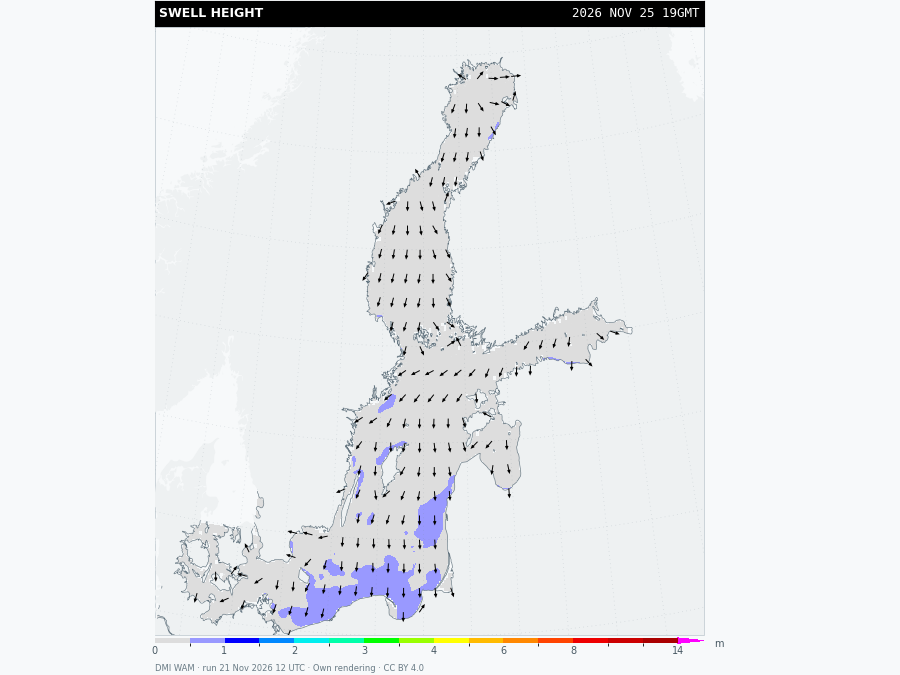 SWELL HEIGHT
2026 NOV 25 19GMT
0 1 2 3 4 6 8 14 m
DMI WAM · run 21 Nov 2026 12 UTC · Own rendering · CC BY 4.0